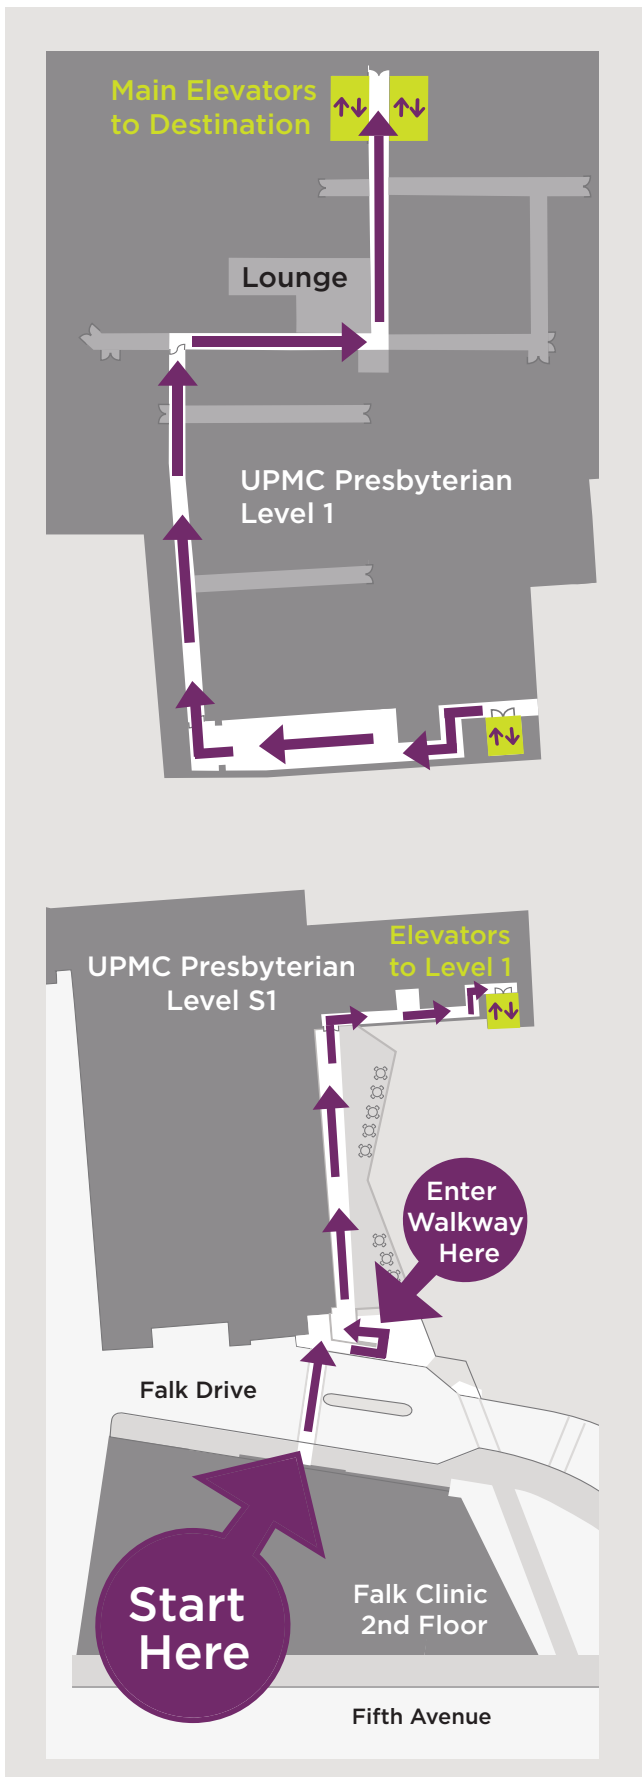 Main Elevators
to Destination
Lounge
UPMC Presbyterian
Level 1
UPMC Presbyterian
Level S1
Elevators
to Level 1
Enter
Walkway
Here
Falk Drive
Start
Here
Falk Clinic
2nd Floor
Fifth Avenue